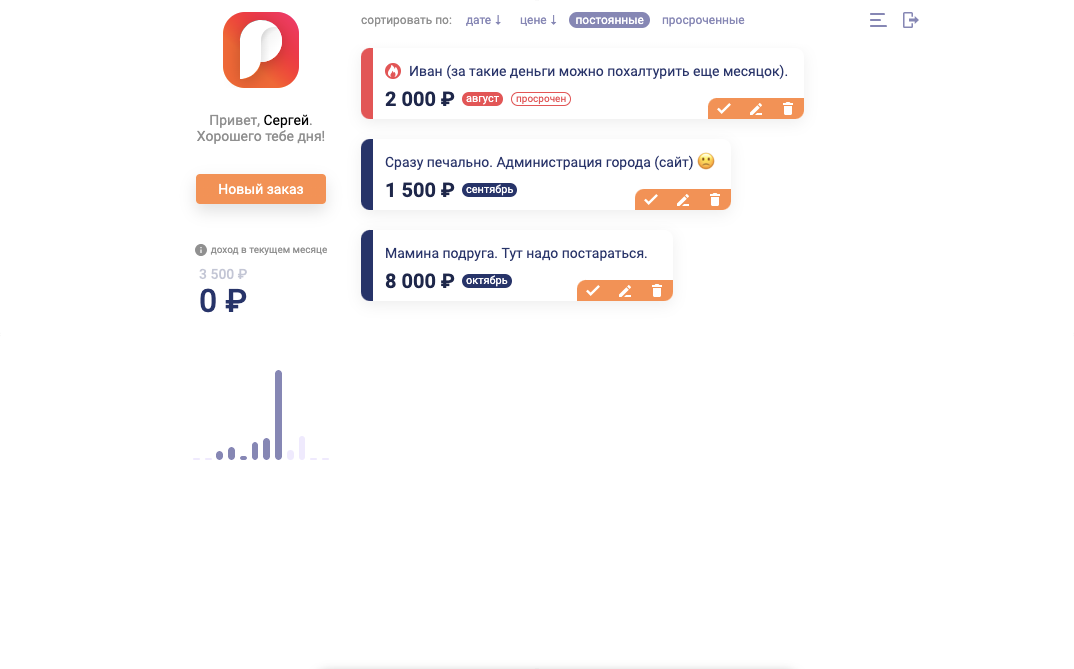 сортировать по: дате ↓ цене ↓ постоянные просроченные
Привет, Сергей.
Хорошего тебе дня!
Новый заказ
доход в текущем месяце
3 500 ₽
0 ₽
Иван (за такие деньги можно похалтурить еще месяцок).
2 000 ₽ август просрочен
Сразу печально. Администрация города (сайт) 🙁
1 500 ₽ сентябрь
Мамина подруга. Тут надо постараться.
8 000 ₽ октябрь